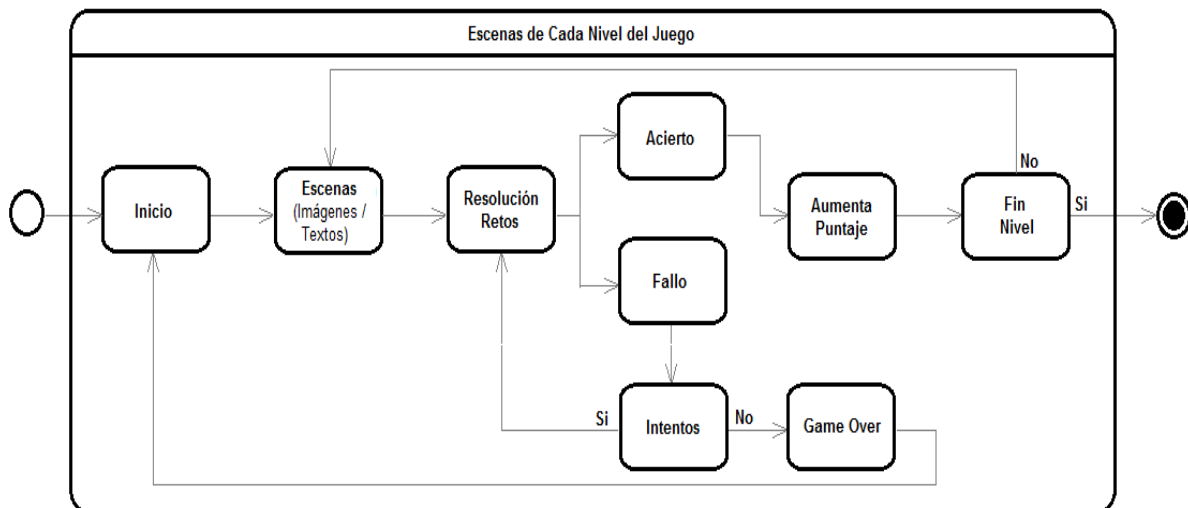 Escenas de Cada Nivel del Juego
Inicio
Escenas
(Imágenes /
Textos)
Resolución
Retos
Acierto
Fallo
Aumenta
Puntaje
No
Fin
Nivel
Si
Si
Intentos
No
Game Over